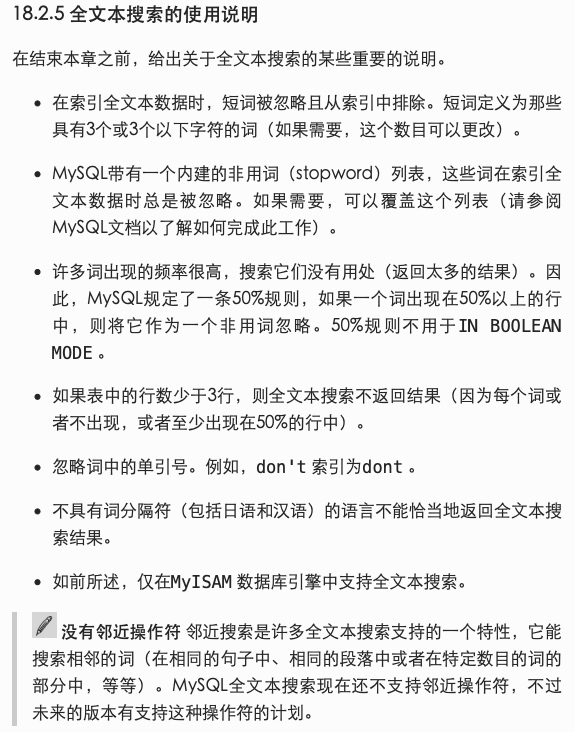 18.2.5 全文本搜索的使用说明
在结束本章之前，给出关于全文本搜索的某些重要的说明。
• 在索引全文本数据时，短词被忽略且从索引中排除。短词定义为那些
具有3个或3个以下字符的词（如果需要，这个数目可以更改）。
• MySQL带有一个内建的非用词（stopword）列表，这些词在索引全
文本数据时总是被忽略。如果需要，可以覆盖这个列表（请参阅
MySQL文档以了解如何完成此工作）。
• 许多词出现的频率很高，搜索它们没有用处（返回太多的结果）。因
此，MySQL规定了一条50%规则，如果一个词出现在50%以上的行
中，则将它作为一个非用词忽略。50%规则不用于IN BOOLEAN
MODE。
• 如果表中的行数少于3行，则全文本搜索不返回结果（因为每个词或
者不出现，或者至少出现在50%的行中）。
• 忽略词中的单引号。例如，don't索引为dont。
• 不具有词分隔符（包括日语和汉语）的语言不能恰当地返回全文本搜
索结果。
• 如前所述，仅在MyISAM数据库引擎中支持全文本搜索。
没有邻近操作符 邻近搜索是许多全文本搜索支持的一个特性，它能
搜索相邻的词（在相同的句子中、相同的段落中或者在特定数目的词的
部分中，等等）。MySQL全文本搜索现在还不支持邻近操作符，不过
未来的版本有支持这种操作符的计划。